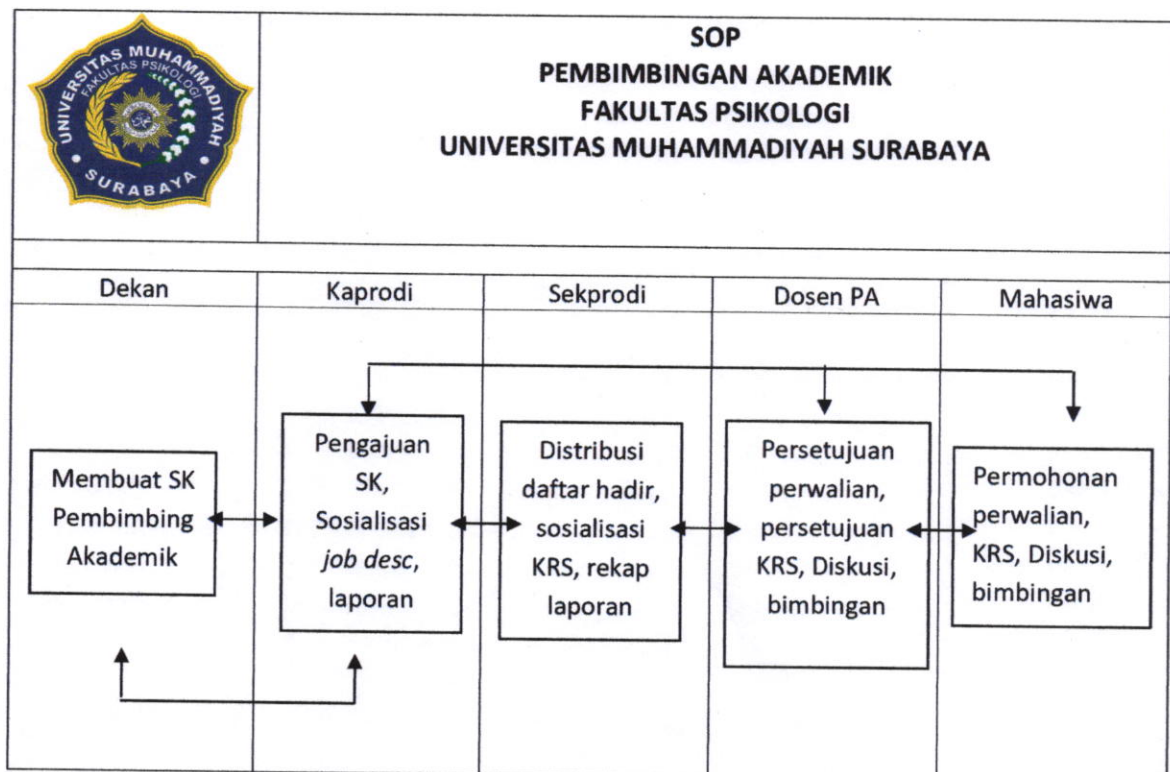 UNIVERSITAS MUHAMMADIYAH
FAKULTAS PSIKOLOGI
SURABAYA
SOP
PEMBIMBINGAN AKADEMIK
FAKULTAS PSIKOLOGI
UNIVERSITAS MUHAMMADIYAH SURABAYA
Dekan
Kaprodi
Sekprodi
Dosen PA
Mahasiwa
Membuat SK
Pembimbing
Akademik
Pengajuan
SK,
Sosialisasi
job desc,
laporan
Distribusi
daftar hadir,
sosialisasi
KRS, rekap
laporan
Persetujuan
perwalian,
persetujuan
KRS, Diskusi,
bimbingan
Permohonan
perwalian,
KRS, Diskusi,
bimbingan